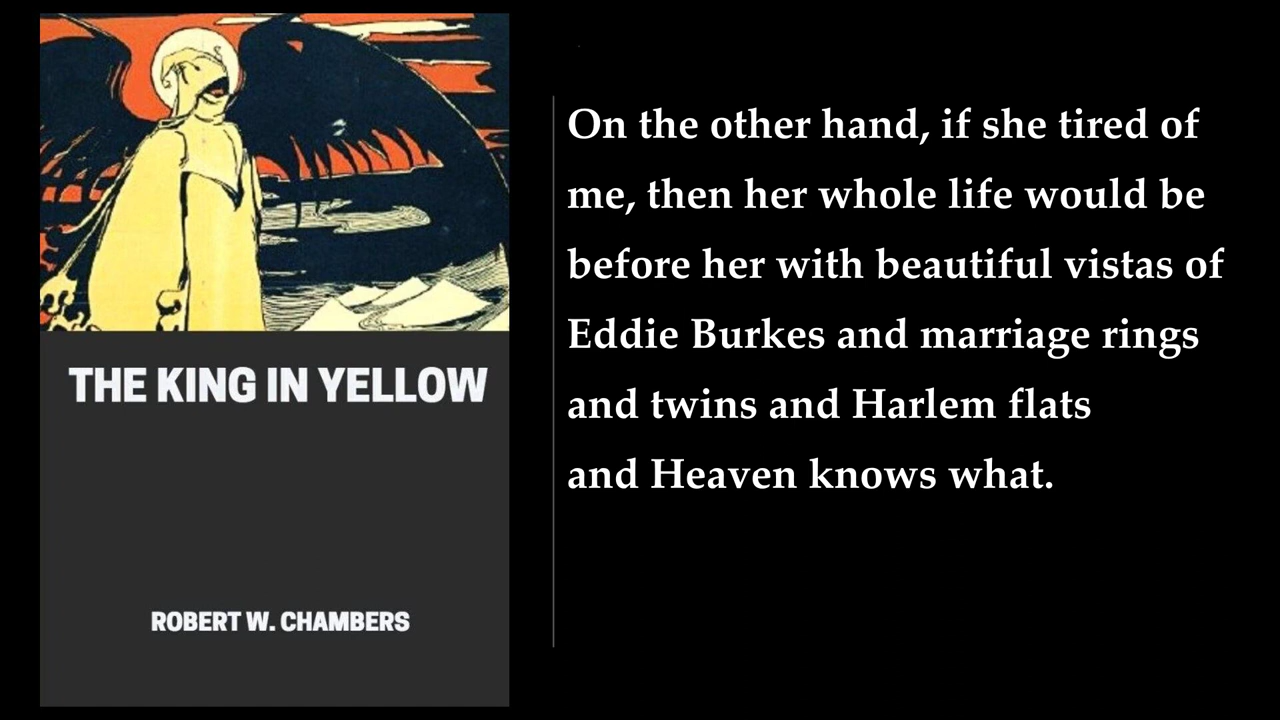 THE KING IN YELLOW
ROBERT W. CHAMBERS
On the other hand, if she tired of
me, then her whole life would be
before her with beautiful vistas of
Eddie Burkes and marriage rings
and twins and Harlem flats
and Heaven knows what.